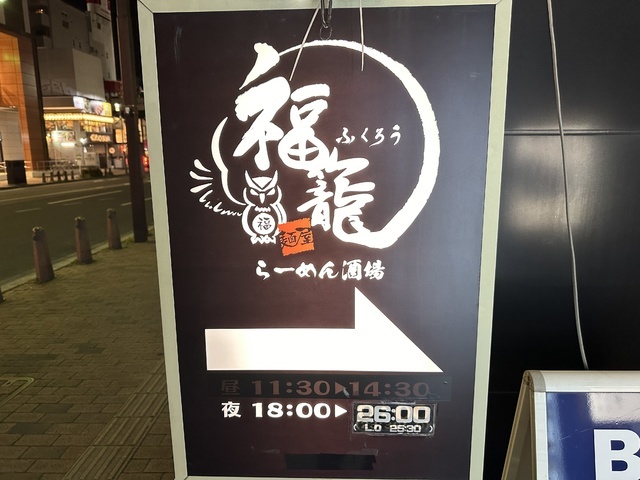 福籠
ふくろう
福
麺屋
らーめん酒場
昼 11:30▶14:30
夜 18:00▶26:00
L.O 25:30
B